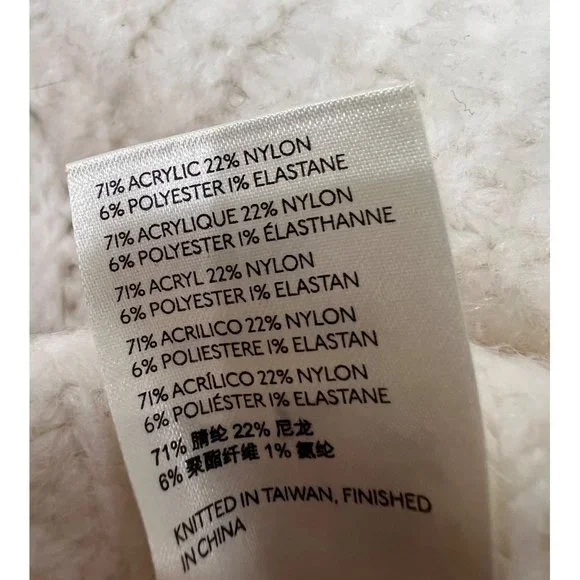 71% ACRYLIC 22% NYLON
6% POLYESTER 1% ELASTANE
71% ACRYLIQUE 22% NYLON
6% POLYESTER 1% ÉLASTHANNE
71% ACRYL 22% NYLON
6% POLYESTER 1% ELASTAN
71% ACRILICO 22% NYLON
6% POLIESTERE 1% ELASTAN
71% ACRÍLICO 22% NYLON
6% POLIÉSTER 1% ELASTANE
71% 腈纶 22% 尼龙
6% 聚酯纤维 1% 氨纶
KNITTED IN TAIWAN, FINISHED
IN CHINA